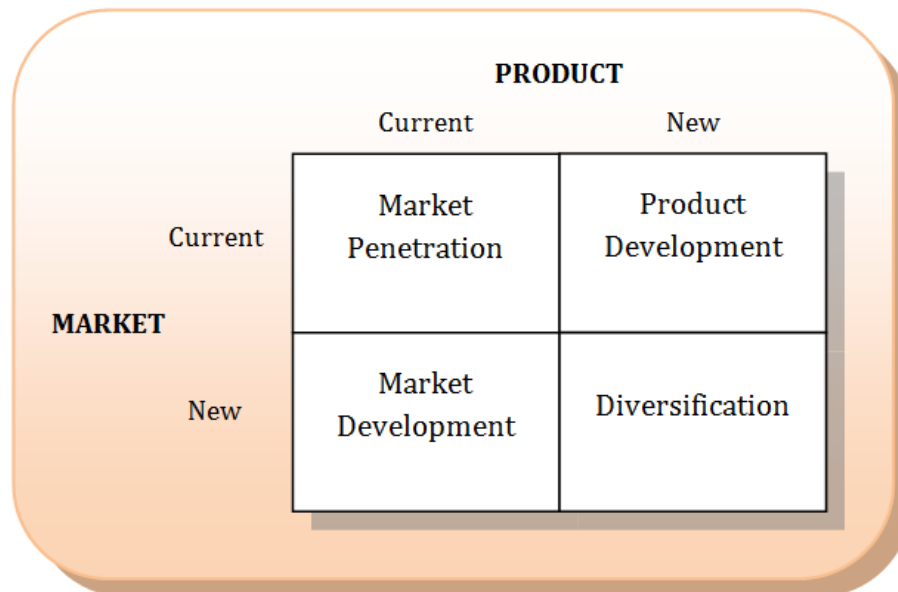 PRODUCT
Current New
Market
Penetration
Product
Development
Current
MARKET
New
Market
Development
Diversification